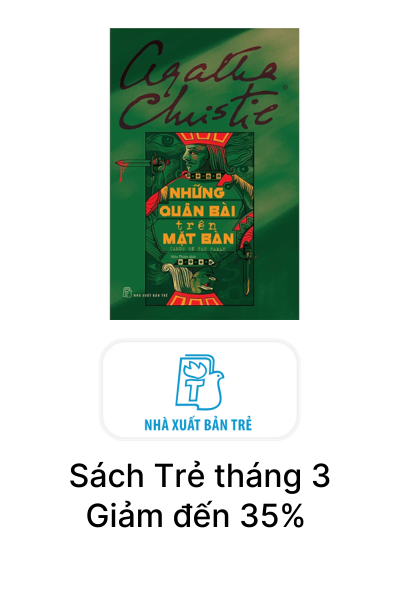 Agatha
Christie
NHỮNG
QUÂN BÀI
trên
MẶT BÀN
CARDS ON THE TABLE
NHÀ XUẤT BẢN TRẺ
T
NHÀ XUẤT BẢN TRẺ
Sách Trẻ tháng 3
Giảm đến 35%